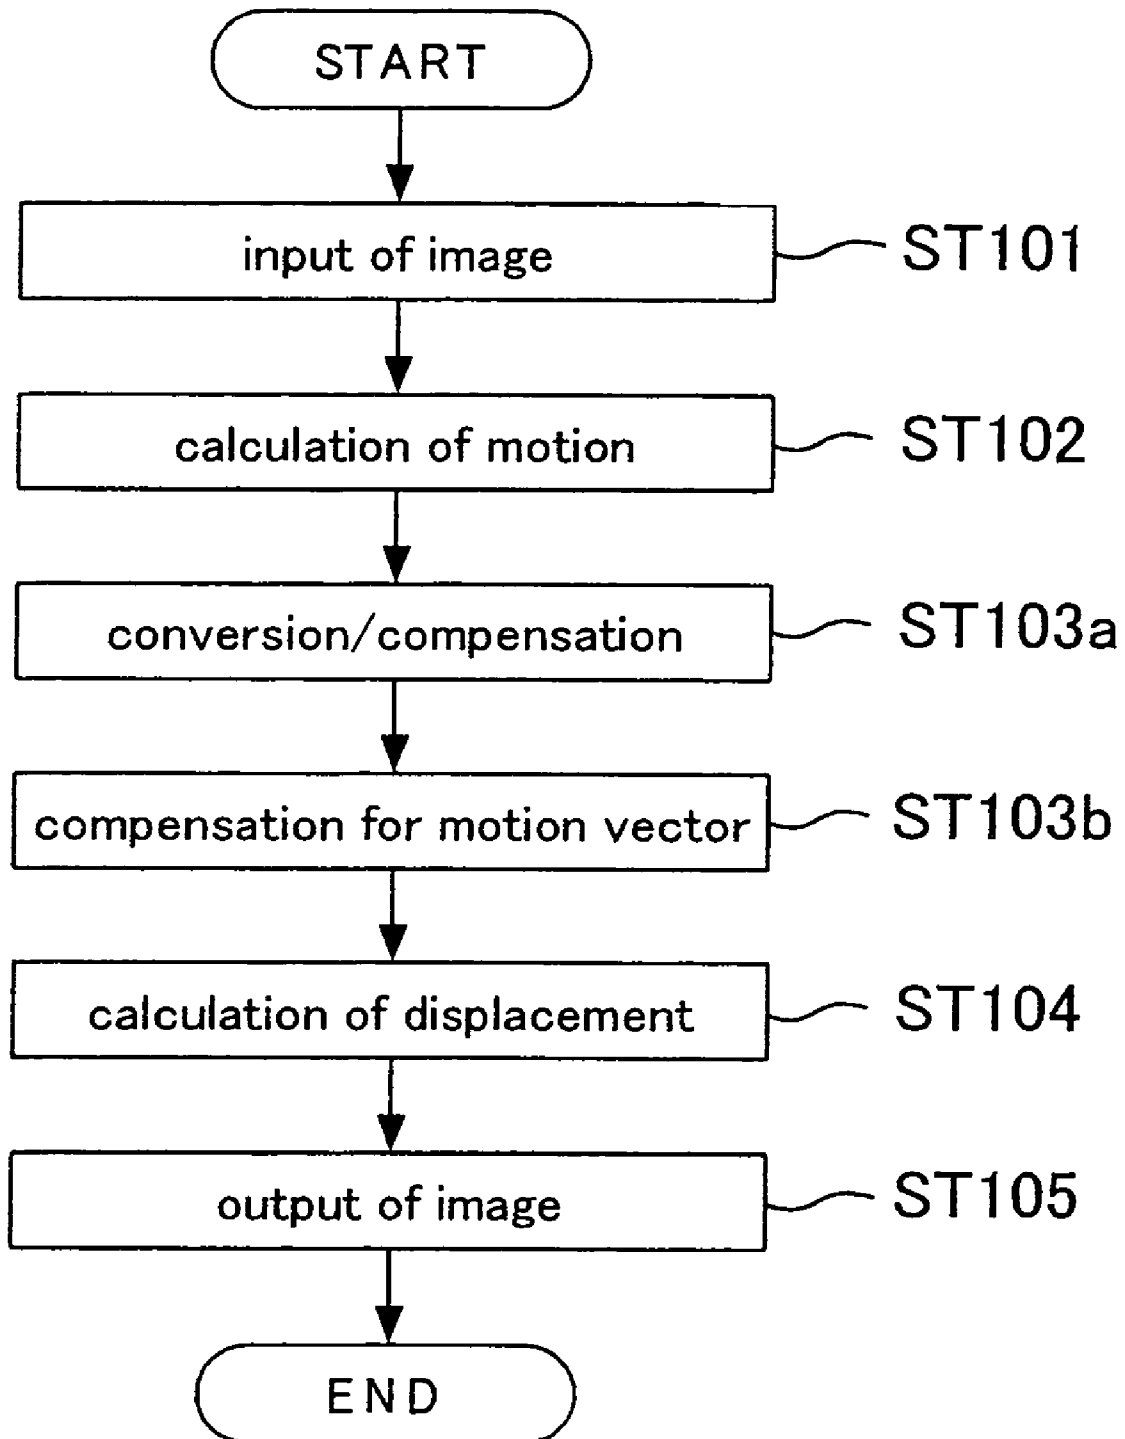 START
input of image ST101
calculation of motion ST102
conversion/compensation ST103a
compensation for motion vector ST103b
calculation of displacement ST104
output of image ST105
END